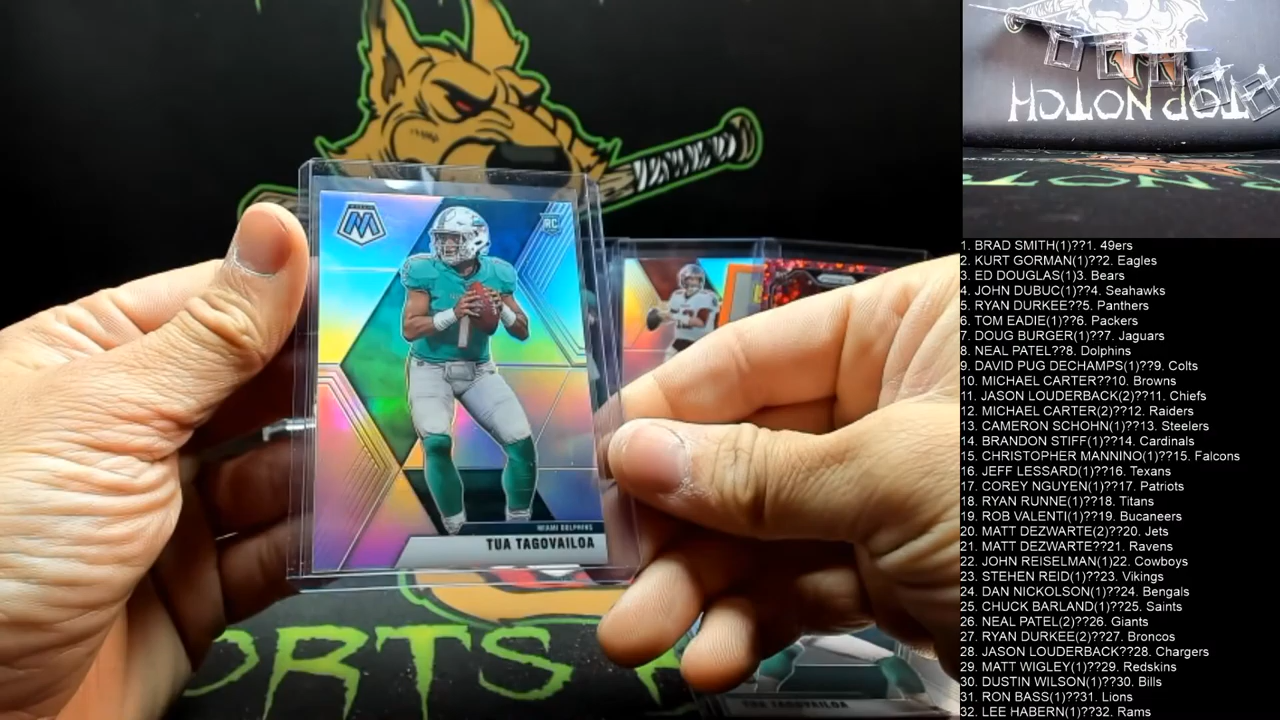 RC
MIAMI DOLPHINS
TUA TAGOVAILOA
TUA TAGOVAILOA
ORTS
TOP NOTCH
1. BRAD SMITH(1)??1. 49ers
2. KURT GORMAN(1)??2. Eagles
3. ED DOUGLAS(1)3. Bears
4. JOHN DUBUC(1)??4. Seahawks
5. RYAN DURKEE??5. Panthers
6. TOM EADIE(1)??6. Packers
7. DOUG BURGER(1)??7. Jaguars
8. NEAL PATEL??8. Dolphins
9. DAVID PUG DECHAMPS(1)??9. Colts
10. MICHAEL CARTER??10. Browns
11. JASON LOUDERBACK(2)??11. Chiefs
12. MICHAEL CARTER(2)??12. Raiders
13. CAMERON SCHOHN(1)??13. Steelers
14. BRANDON STIFF(1)??14. Cardinals
15. CHRISTOPHER MANNINO(1)??15. Falcons
16. JEFF LESSARD(1)??16. Texans
17. COREY NGUYEN(1)??17. Patriots
18. RYAN RUNNE(1)??18. Titans
19. ROB VALENTI(1)??19. Bucaneers
20. MATT DEZWARTE(2)??20. Jets
21. MATT DEZWARTE??21. Ravens
22. JOHN REISELMAN(1)22. Cowboys
23. STEHEN REID(1)??23. Vikings
24. DAN NICKOLSON(1)??24. Bengals
25. CHUCK BARLAND(1)??25. Saints
26. NEAL PATEL(2)??26. Giants
27. RYAN DURKEE(2)??27. Broncos
28. JASON LOUDERBACK??28. Chargers
29. MATT WIGLEY(1)??29. Redskins
30. DUSTIN WILSON(1)??30. Bills
31. RON BASS(1)??31. Lions
32. LEE HABERN(1)??32. Rams